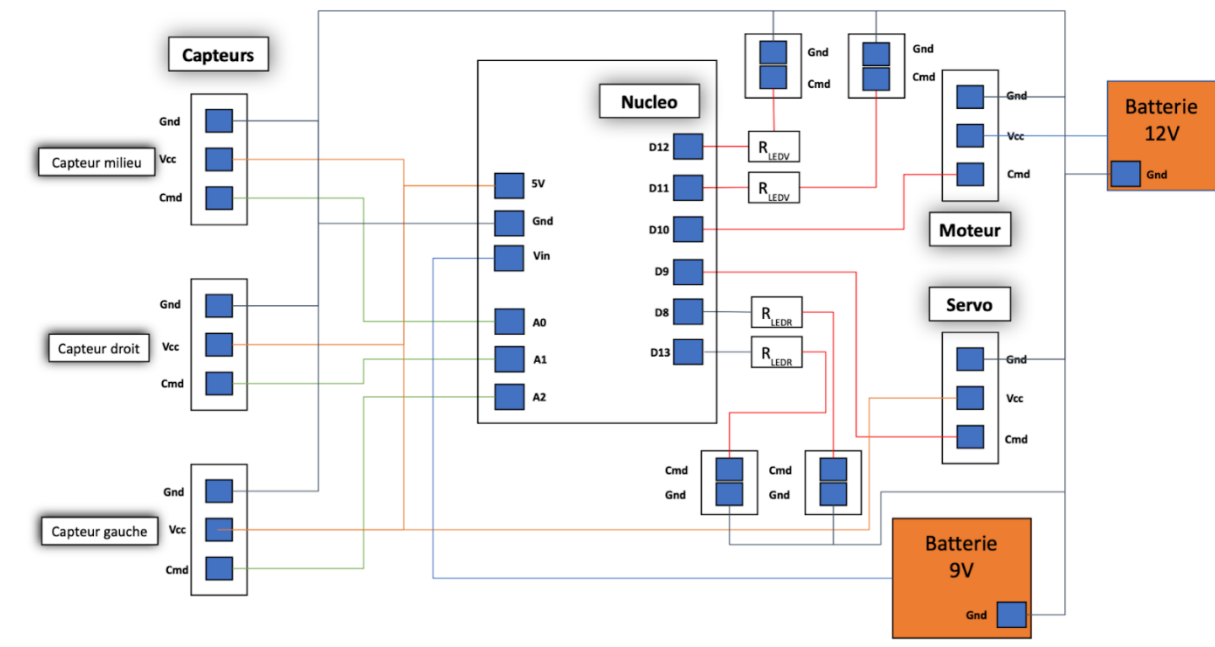 Capteurs
Gnd
Capteur milieu
Vcc
Cmd
Gnd
Capteur droit
Vcc
Cmd
Gnd
Capteur gauche
Vcc
Cmd
Nucleo
5V
Gnd
Vin
A0
A1
A2
D12
D11
D10
D9
D8
D13
R LEDV
R LEDV
R LEDR
R LEDR
Gnd
Cmd
Gnd
Cmd
Gnd
Vcc
Cmd
Moteur
Batterie
12V
Gnd
Servo
Gnd
Vcc
Cmd
Cmd
Gnd
Cmd
Gnd
Batterie
9V
Gnd